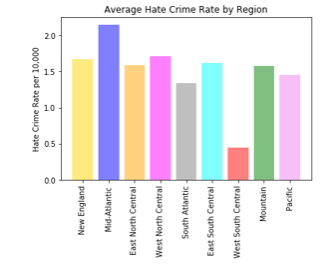 Average Hate Crime Rate by Region
Hate Crime Rate per 10,000
2.0
1.5
1.0
0.5
0.0
New England
Mid-Atlantic
East North Central
West North Central
South Atlantic
East South Central
West South Central
Mountain
Pacific